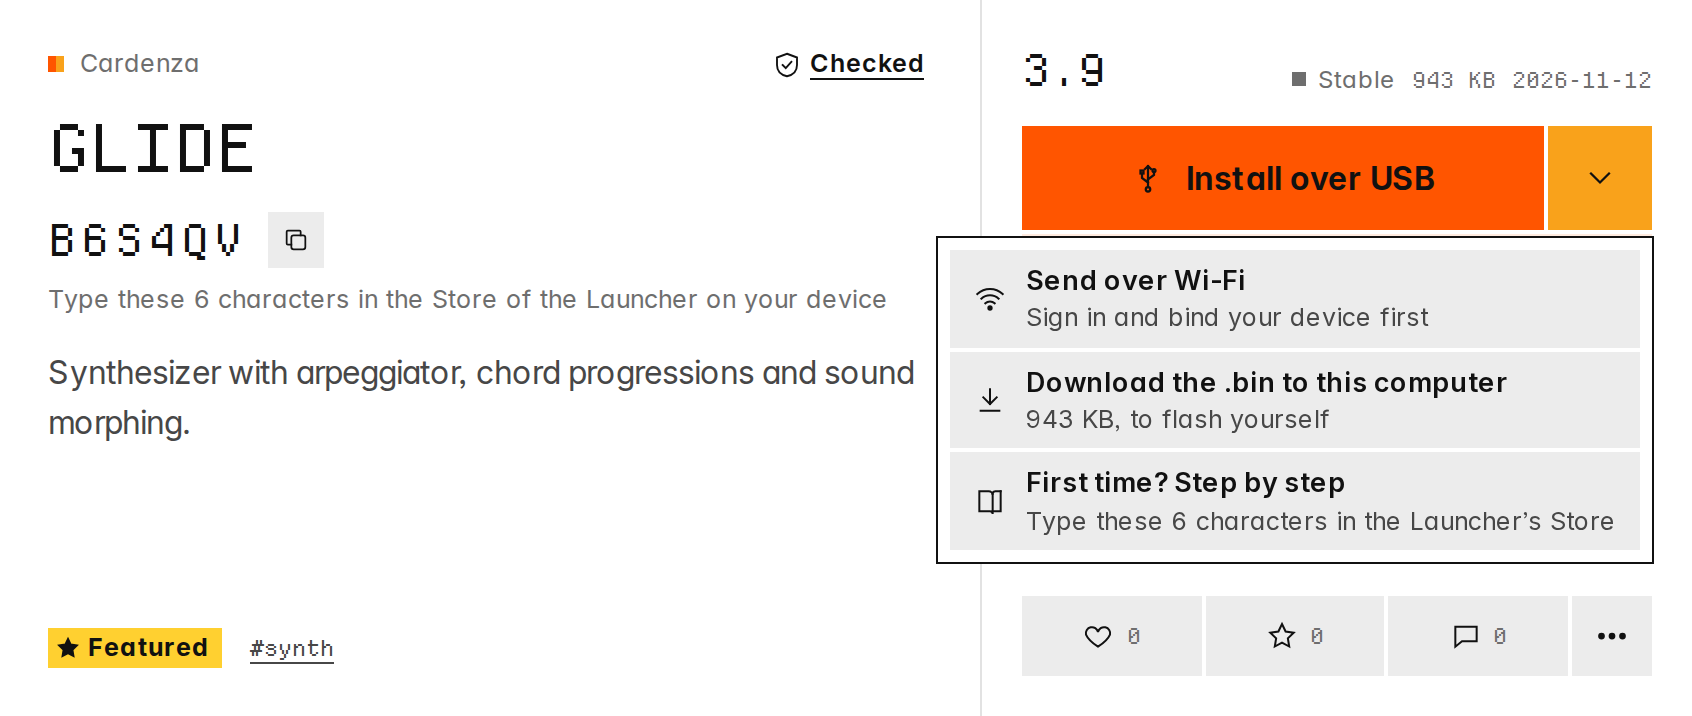 Cardenza
Checked
GLIDE
B6S4QV
Type these 6 characters in the Store of the Launcher on your device
Synthesizer with arpeggiator, chord progressions and sound
morphing.
Featured
#synth
3.9
Stable 943 KB 2026-11-12
Install over USB
Send over Wi-Fi
Sign in and bind your device first
Download the .bin to this computer
943 KB, to flash yourself
First time? Step by step
Type these 6 characters in the Launcher’s Store
0
0
0